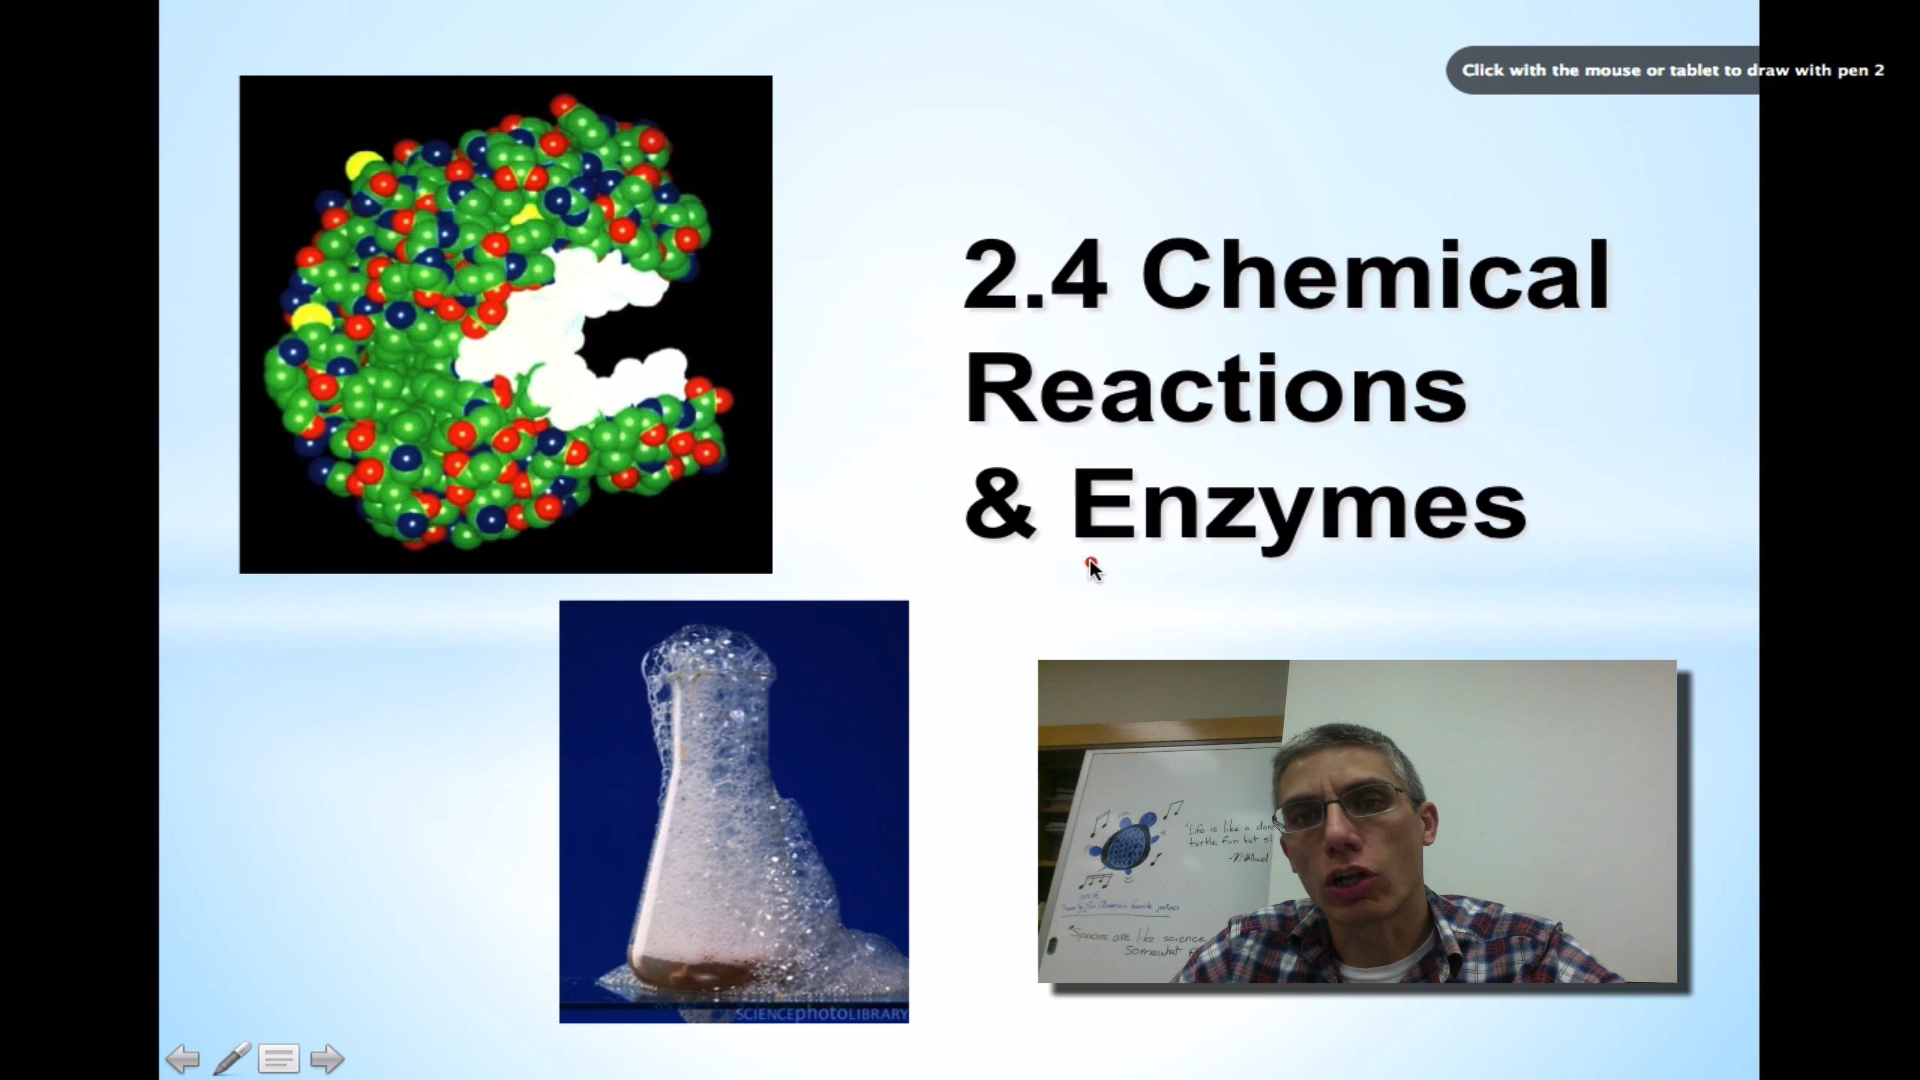 Click with the mouse or tablet to draw with pen 2
2.4 Chemical
Reactions
& Enzymes
"Life is like a
turtle, fun but
"Spoons are like science
Somewhat
SCIENCEphotoLIBRARY